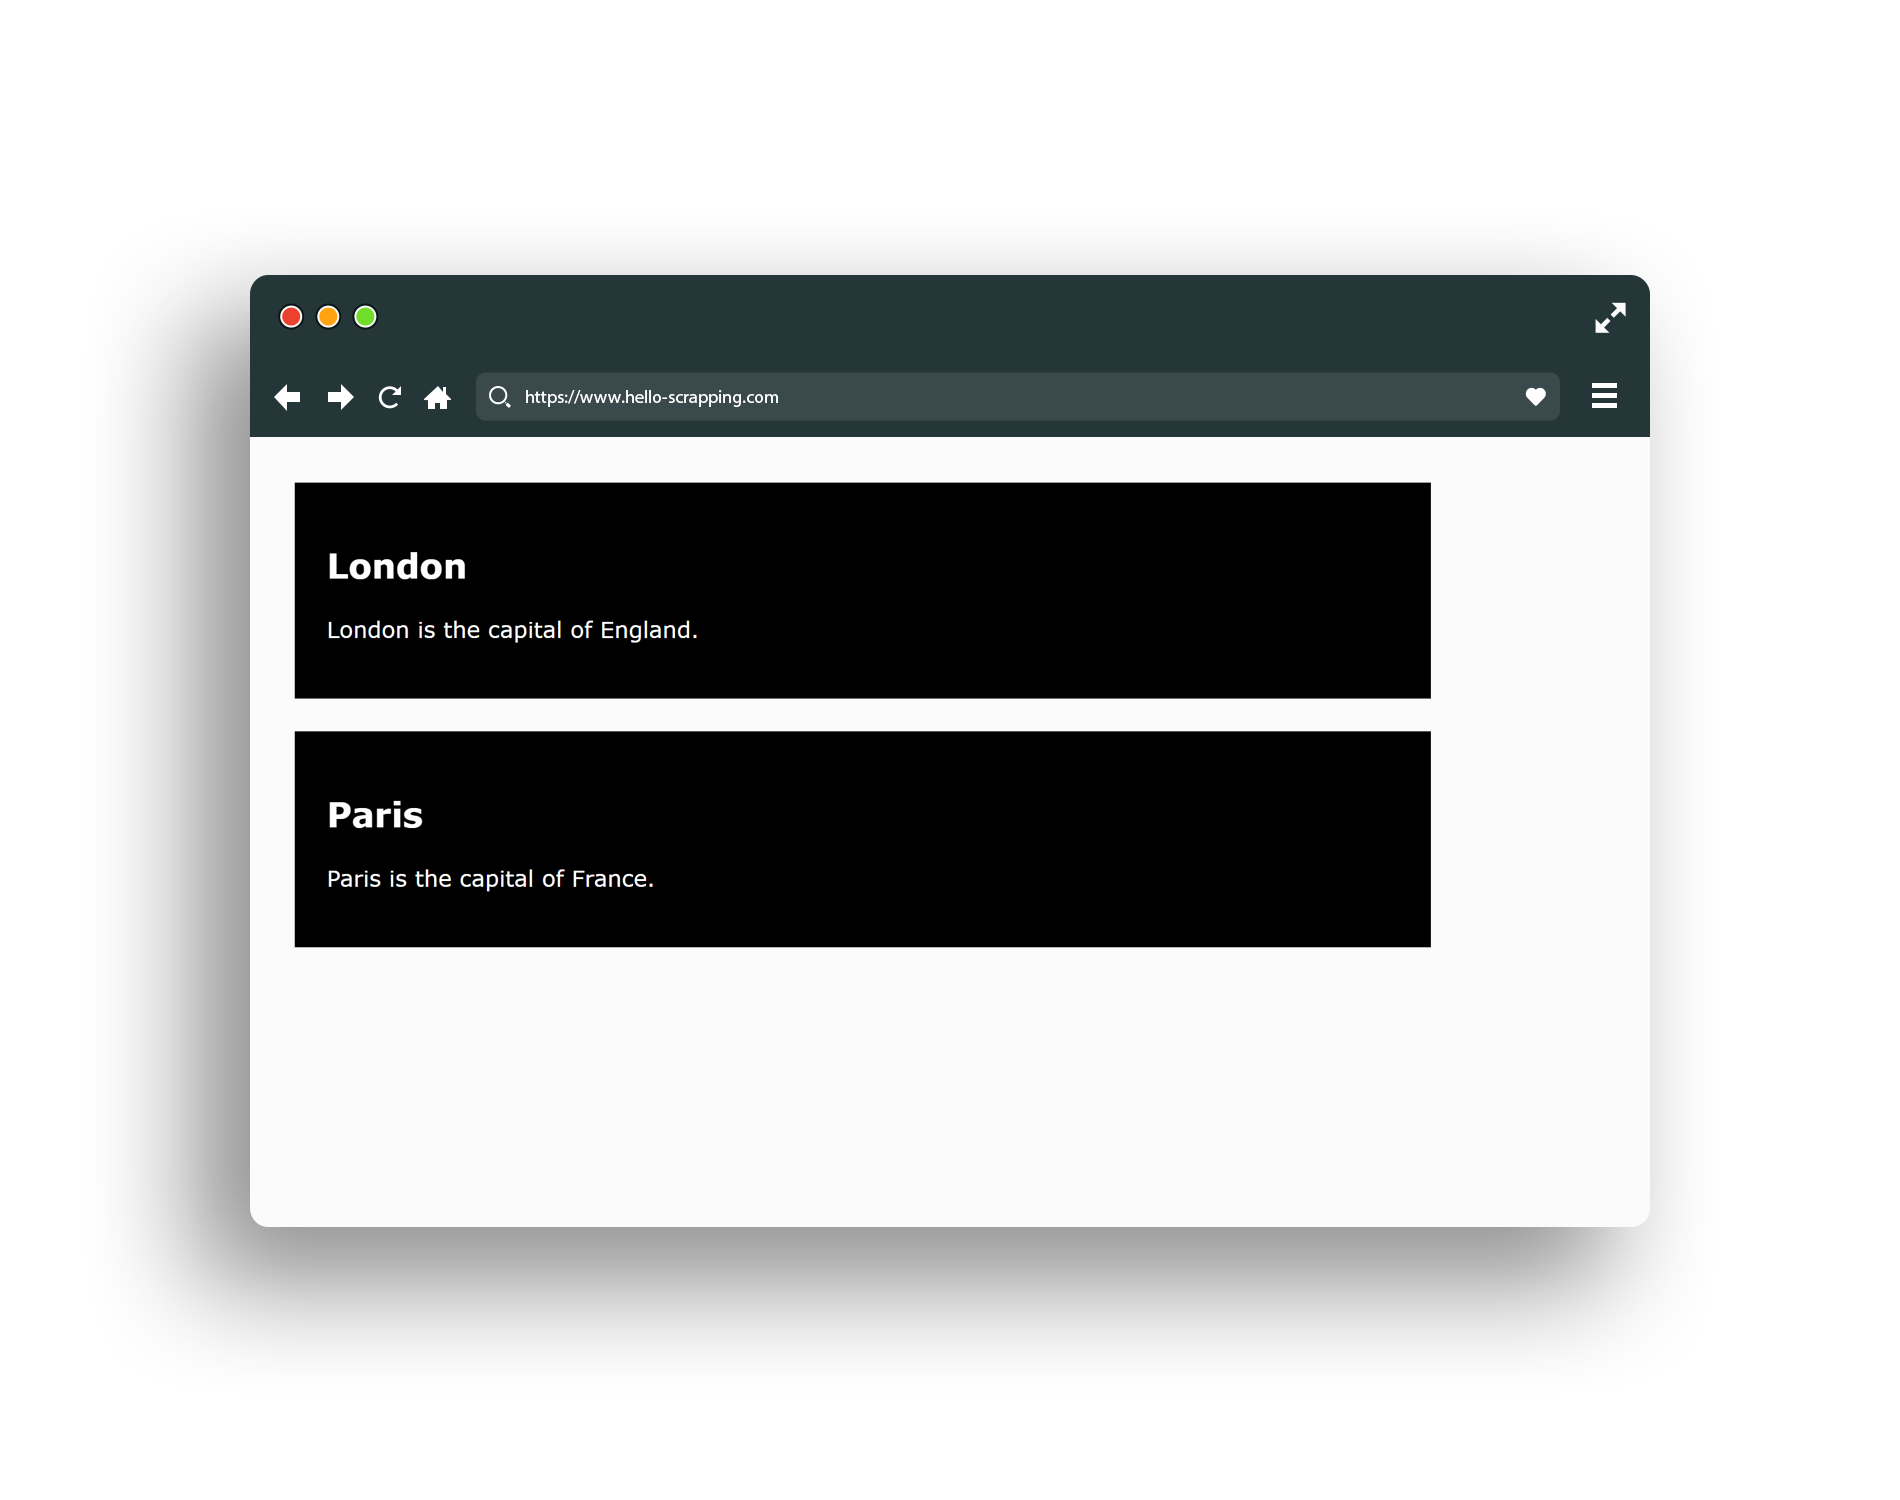 https://www.hello-scrapping.com
London
London is the capital of England.
Paris
Paris is the capital of France.